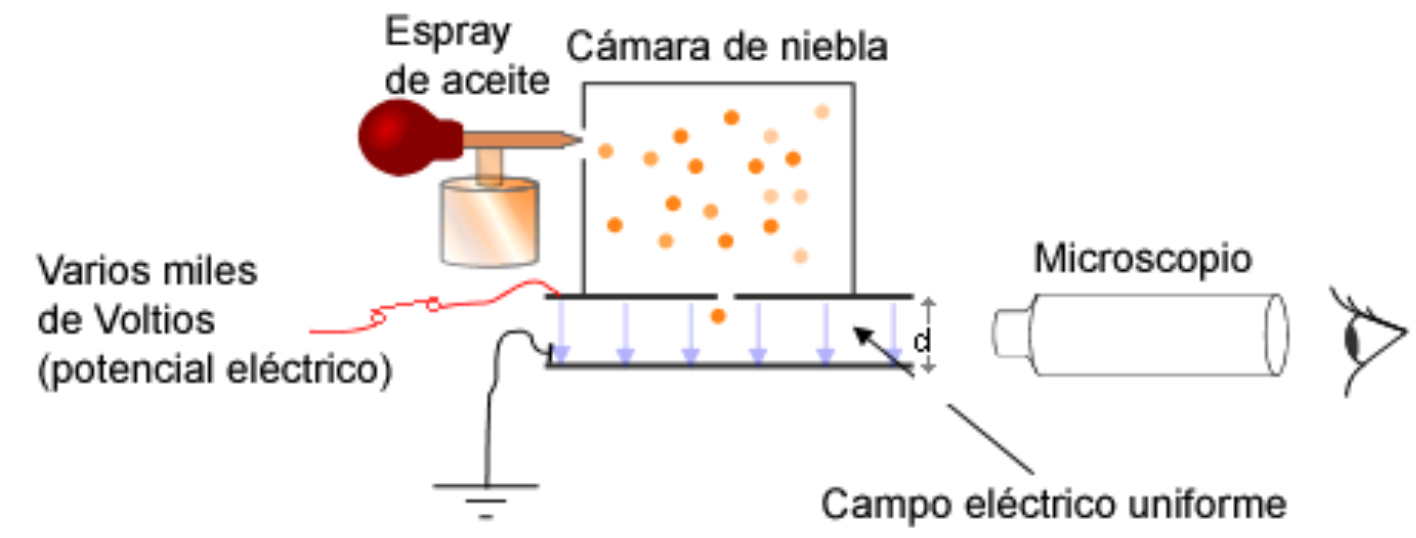 Espray
de aceite
Cámara de niebla
Varios miles
de Voltios
(potencial eléctrico)
d
Microscopio
Campo eléctrico uniforme